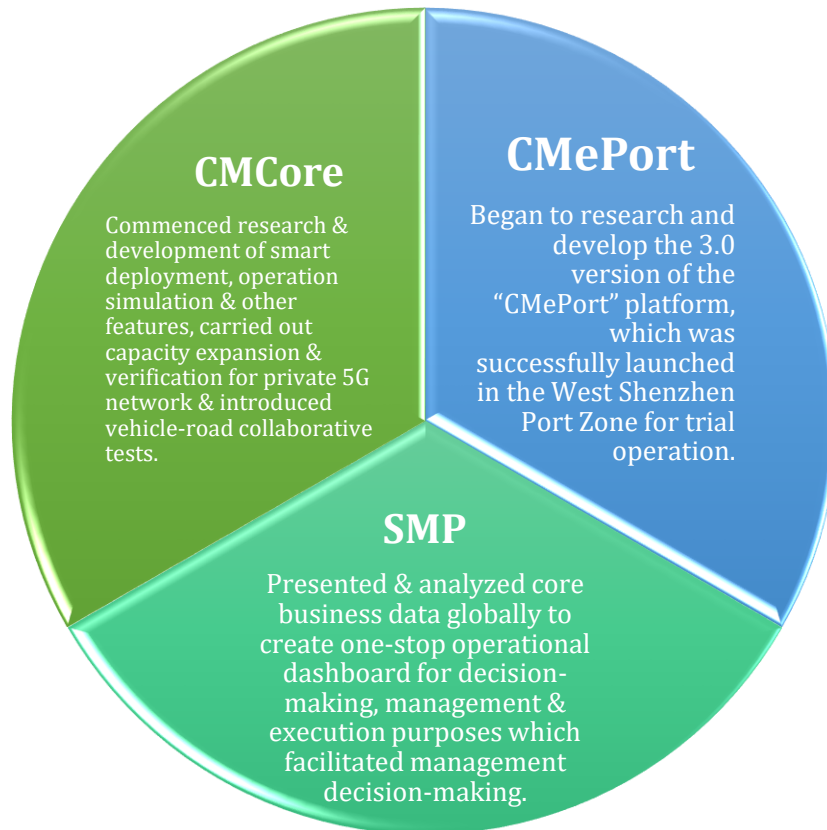 CMCore
Commenced research &
development of smart
deployment, operation
simulation & other
features, carried out
capacity expansion &
verification for private 5G
network & introduced
vehicle-road collaborative
tests.
CMePort
Began to research and
develop the 3.0
version of the
“CMePort” platform,
which was
successfully launched
in the West Shenzhen
Port Zone for trial
operation.
SMP
Presented & analyzed core
business data globally to
create one-stop operational
dashboard for decision-
making, management &
execution purposes which
facilitated management
decision-making.